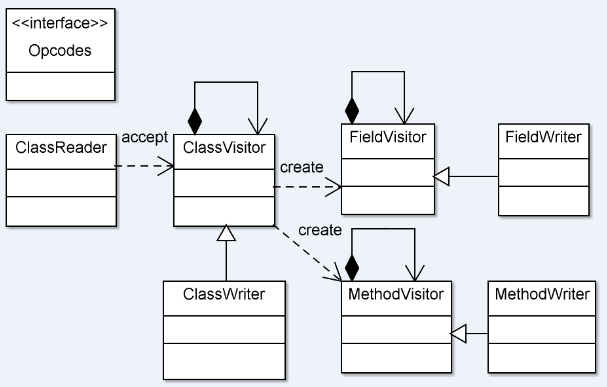 <<interface>>
Opcodes
ClassReader
accept
ClassVisitor
create
FieldVisitor
FieldWriter
create
ClassWriter
MethodVisitor
MethodWriter